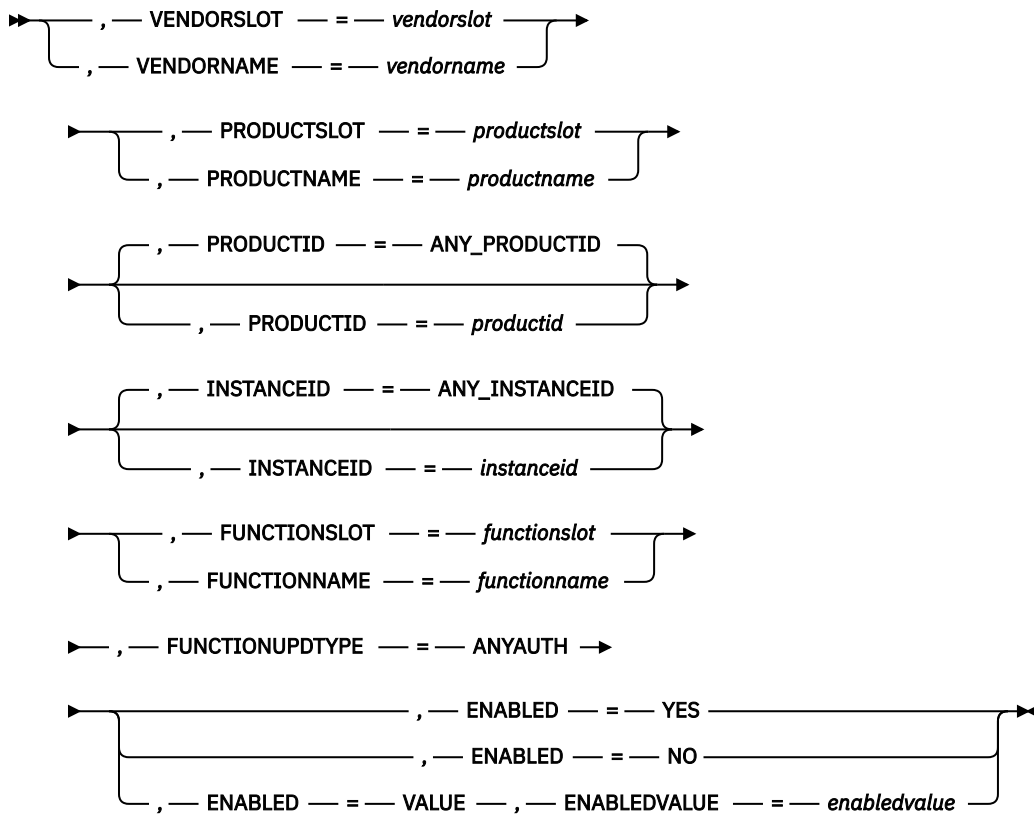 , VENDORSLOT = vendorslot
, VENDORNAME = vendorname
, PRODUCTSLOT = productslot
, PRODUCTNAME = productname
, PRODUCTID = ANY_PRODUCTID
, PRODUCTID = productid
, INSTANCEID = ANY_INSTANCEID
, INSTANCEID = instanceid
, FUNCTIONSLOT = functionslot
, FUNCTIONNAME = functionname
, FUNCTIONUPDTYPE = ANYAUTH
, ENABLED = YES
, ENABLED = NO
, ENABLED = VALUE , ENABLEDVALUE = enabledvalue